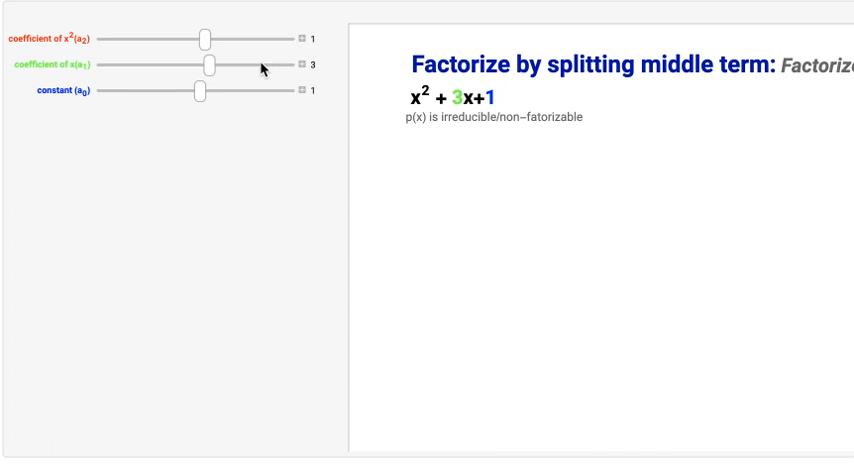 coefficient of x²(a₂) 1
coefficient of x(a₁) 3
constant (a₀) 1
Factorize by splitting middle term:
x² + 3x+1
p(x) is irreducible/non−fatorizable